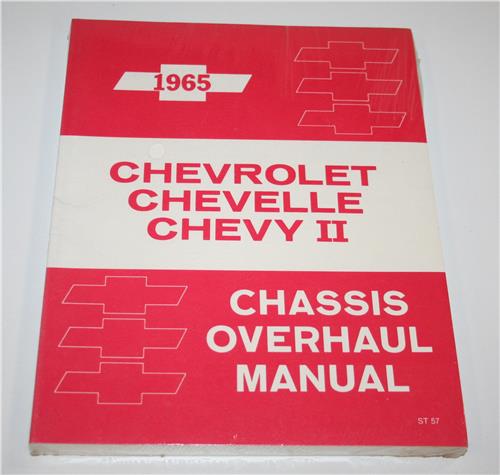 1965
CHEVROLET
CHEVELLE
CHEVY II
CHASSIS
OVERHAUL
MANUAL
ST 57